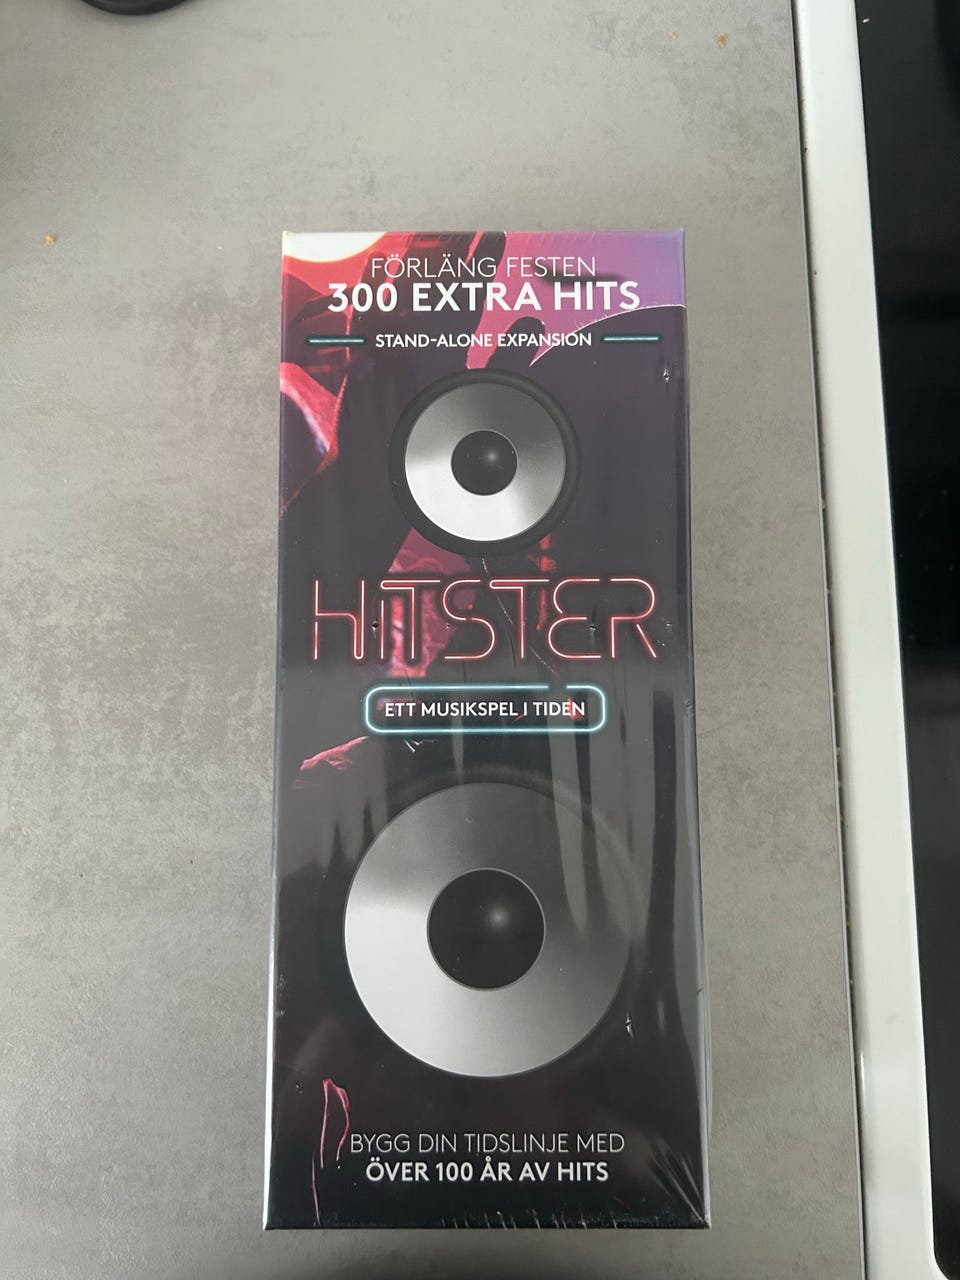 FÖRLÄNG FESTEN
300 EXTRA HITS
STAND-ALONE EXPANSION
HITSTER
ETT MUSIKSPEL I TIDEN
BYGG DIN TIDSLINJE MED
ÖVER 100 ÅR AV HITS